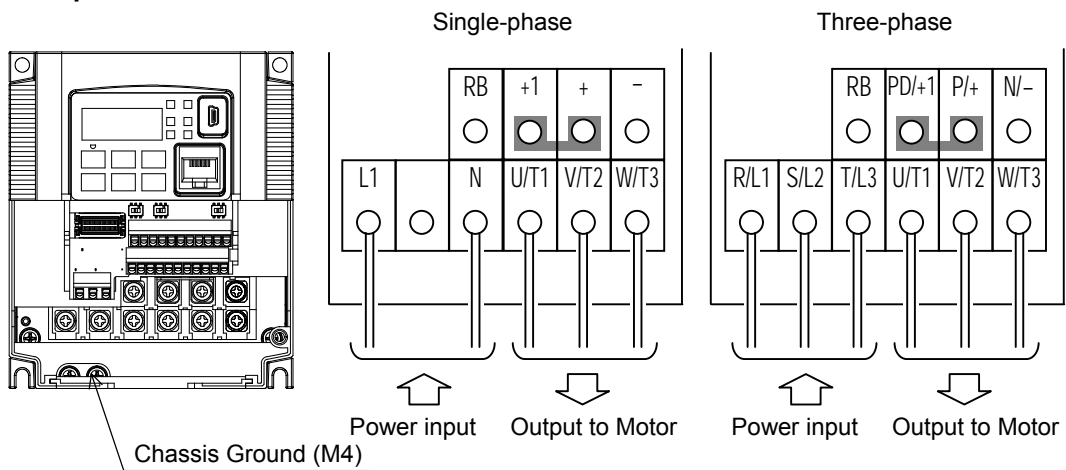 Single-phase
Three-phase
RB +1 + −
L1 N U/T1 V/T2 W/T3
RB PD/+1 P/+ N/−
R/L1 S/L2 T/L3 U/T1 V/T2 W/T3
Power input Output to Motor
Power input Output to Motor
Chassis Ground (M4)